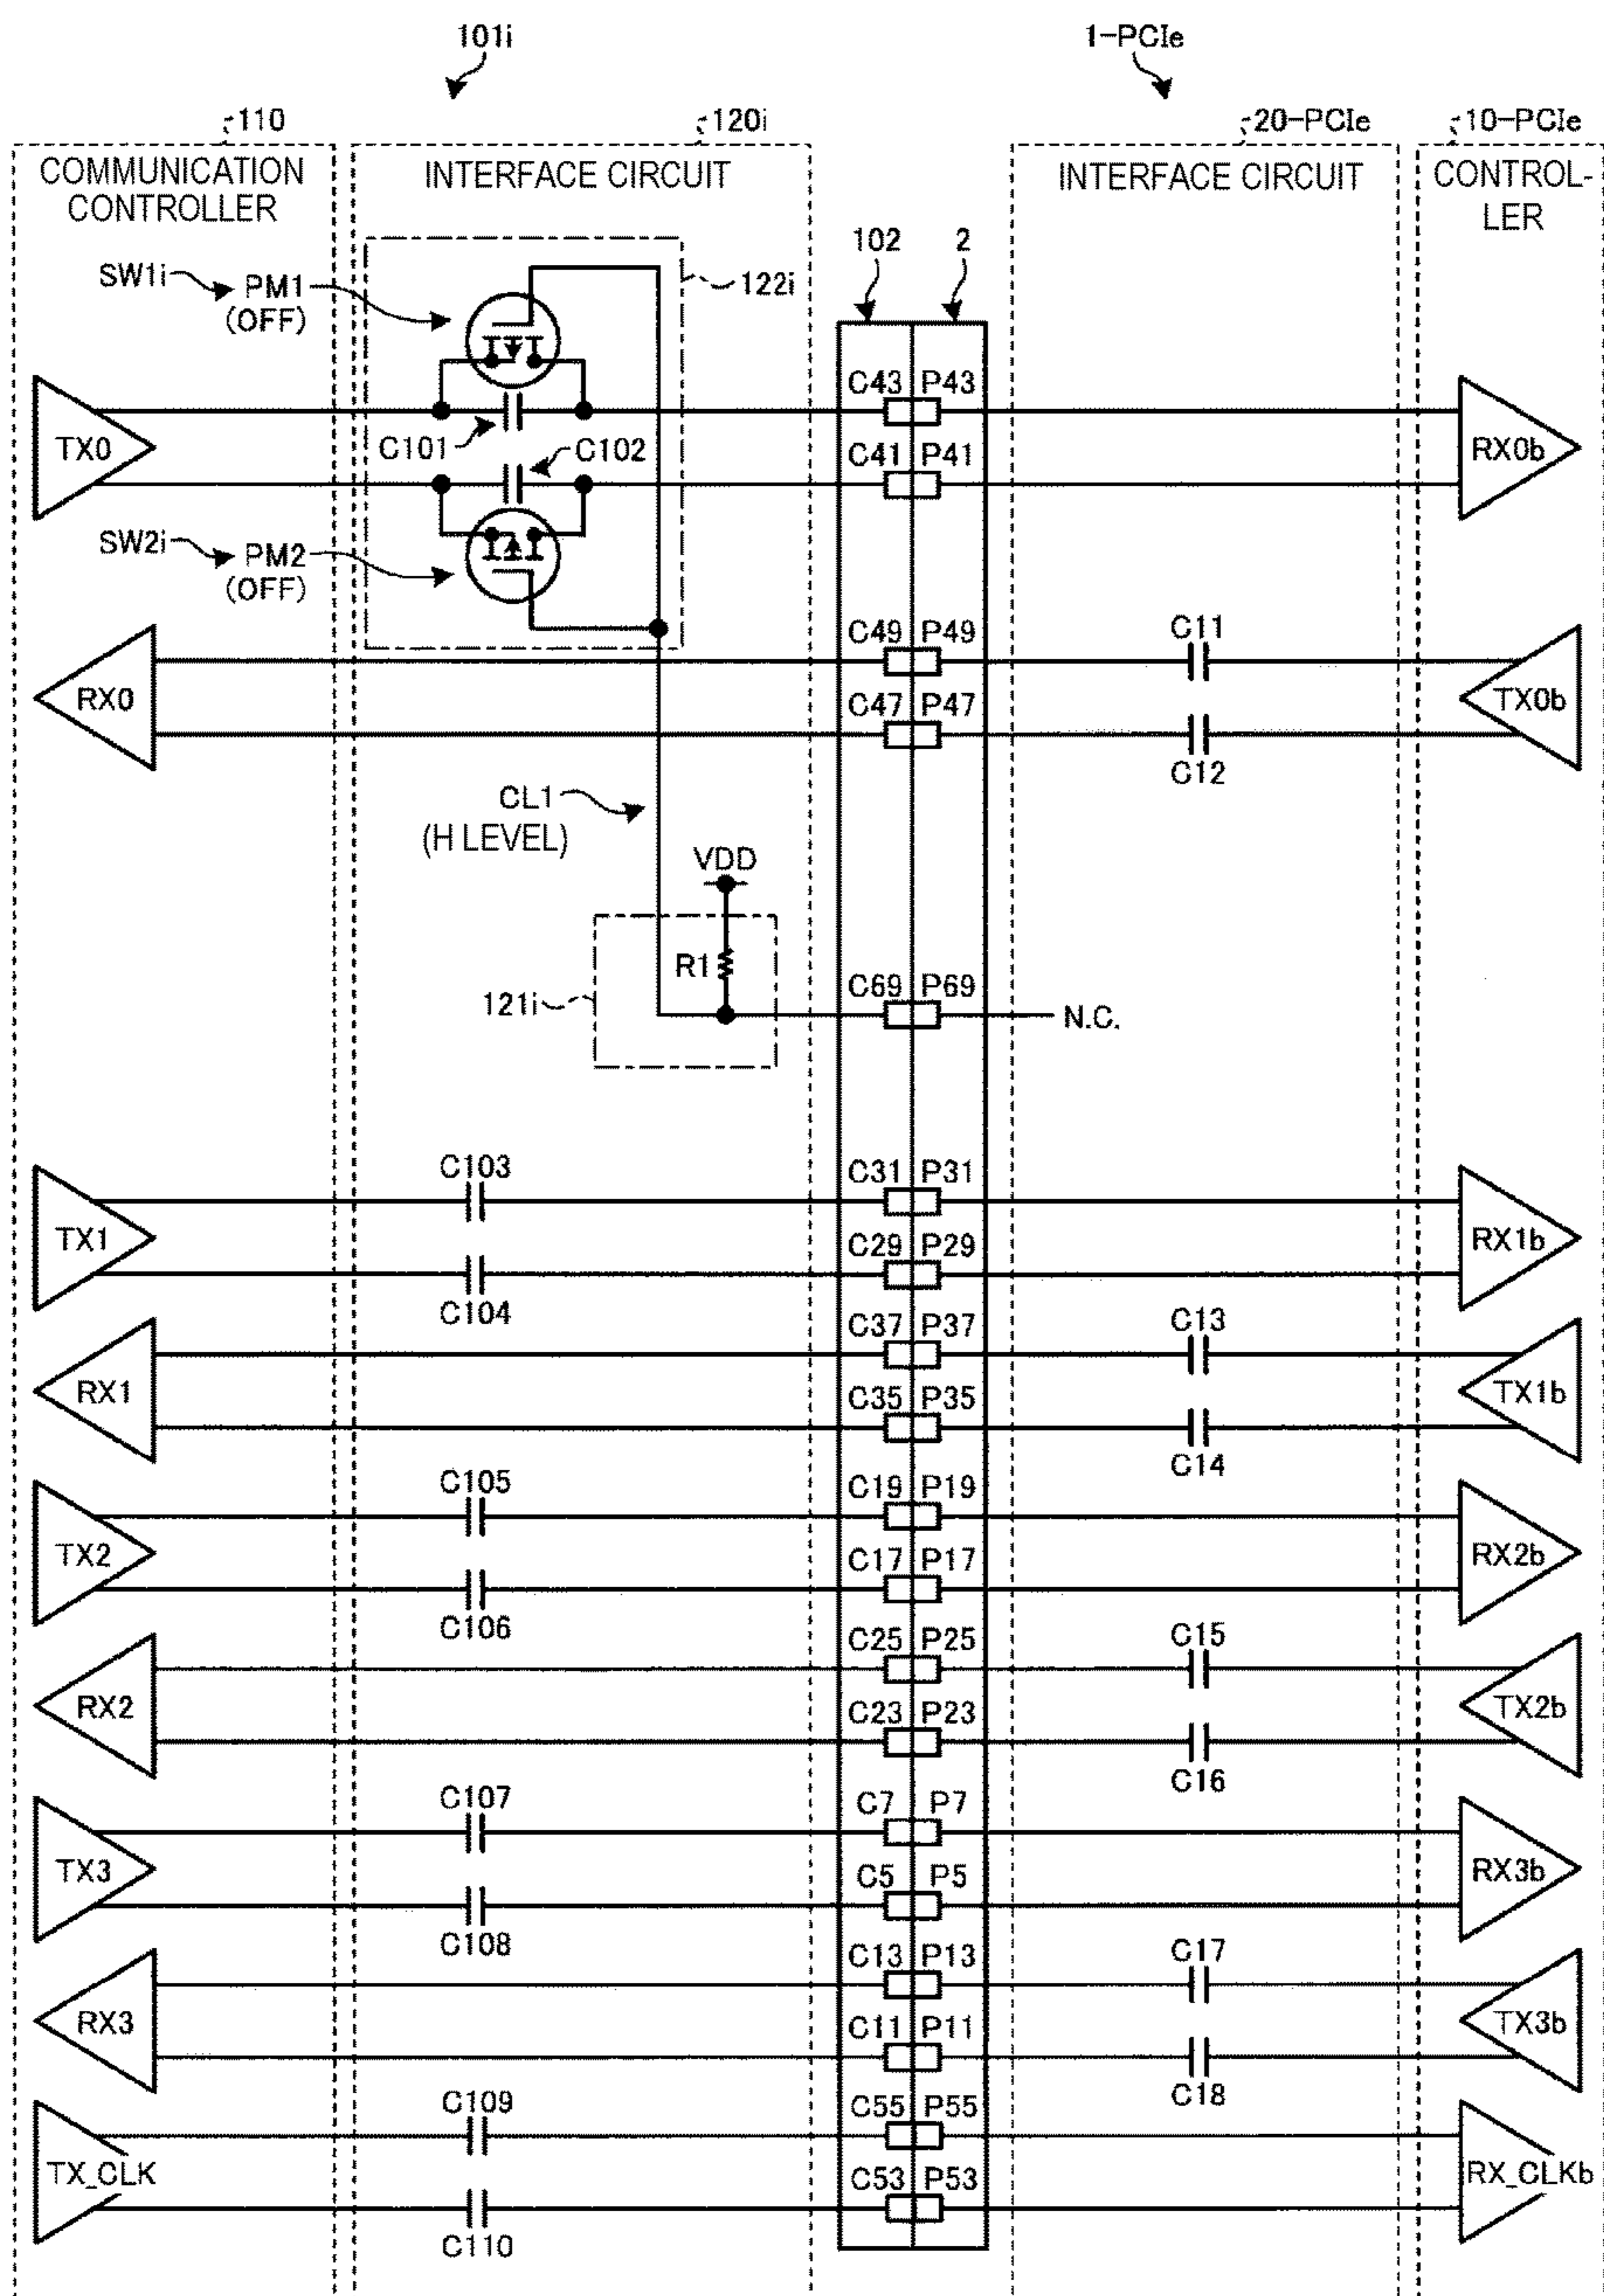 101i
1-PCIe
110
120i
20-PCIe
10-PCIe
COMMUNICATION
CONTROLLER
INTERFACE CIRCUIT
INTERFACE CIRCUIT
CONTROL-
LER
102
2
SW1i
PM1
(OFF)
122i
C43
P43
TX0
C101
C102
C41
P41
RX0b
SW2i
PM2
(OFF)
C49
P49
C11
RX0
C47
P47
TX0b
C12
CL1
(H LEVEL)
VDD
R1
121i
C69
P69
N.C.
C103
C31
P31
TX1
C29
P29
RX1b
C104
C37
P37
C13
RX1
C35
P35
TX1b
C14
C105
C19
P19
TX2
C17
P17
RX2b
C106
C25
P25
C15
RX2
C23
P23
TX2b
C16
C107
C7
P7
TX3
C5
P5
RX3b
C108
C13
P13
C17
RX3
C11
P11
TX3b
C18
C109
C55
P55
TX_CLK
C53
P53
RX_CLKb
C110